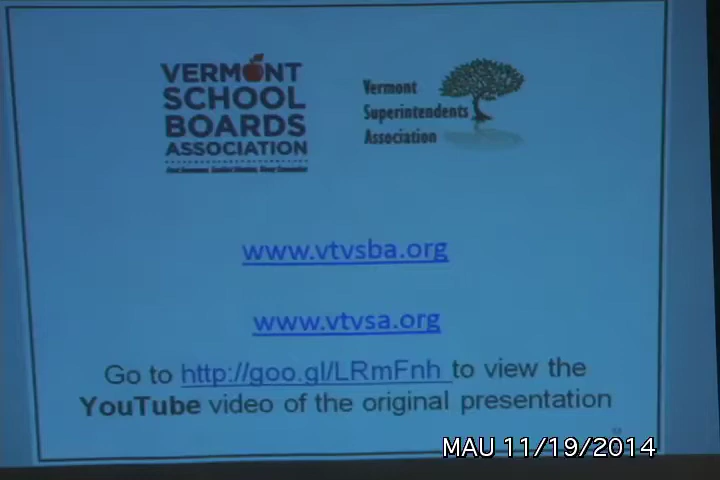 VERMONT
SCHOOL
BOARDS
ASSOCIATION
Vermont
Superintendents
Association
www.vtvsba.org
www.vtvsa.org
Go to http://goo.gl/LRmFnh to view the
YouTube video of the original presentation
MAU 11/19/2014